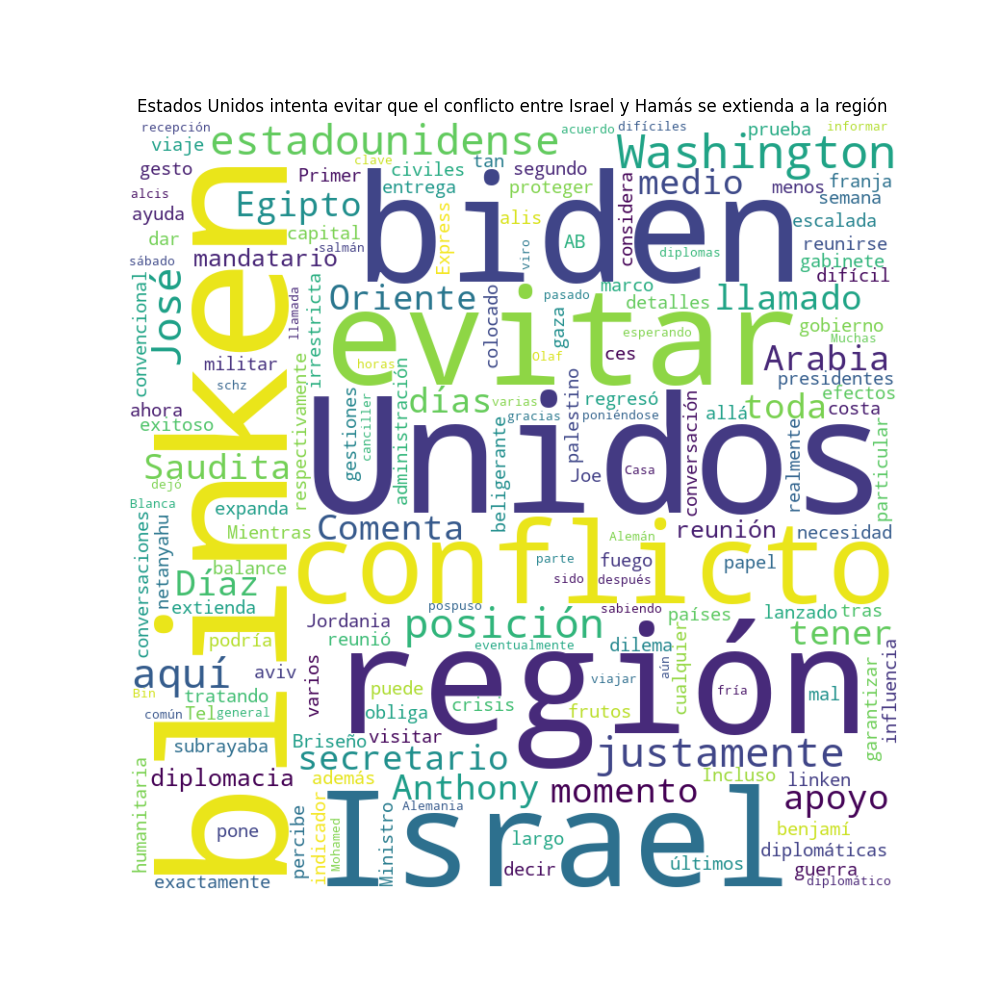 Estados Unidos intenta evitar que el conflicto entre Israel y Hamás se extienda a la región
recepción
acuerdo
difíciles
prueba
informar
viaje
estadounidense
Washington
gesto
clave
Primer
civiles
tan
segundo
medio
menos
franja
alcis
entrega
proteger
considera
semana
ayuda
Egipto
biden
Express
alis
escalada
dar
capital
salmán
AB
viro
diplomas
reunirse
gabinete
sábado
mandatario
difícil
blinken
José
convencional
llamada
irrestricta
Oriente
colocado
pasado
marco
detalles
llamado
evitar
gaza
esperando
gobierno
Muchas
militar
horas
Olaf
ces
Arabia
schz
presidentes
efectos
ahora
exitoso
días
varias
regresó
allá
toda
costa
respectivamente
gestiones
canciller
administración
gracias
poniéndose
palestino
conversación
realmente
particular
Saudita
Unidos
beligerante
Joe
Casa
dejó
Blanca
expanda
Mientras
Comenta
Alemán
reunión
necesidad
conversaciones
netanyahu
balance
conflicto
parte
fuego
papel
Díaz
sido
después
extienda
pospuso
sabiendo
países
lanzado
tras
Jordania
reunió
posición
eventualmente
dilema
tener
podría
aquí
aviv
varios
región
viajar
aún
cualquier
fría
mal
garantizar
influencia
Bin
tratando
puede
obliga
crisis
frutos
común
Tel
general
visitar
subrayaba
Briseño
secretario
justamente
diplomacia
además
Anthony
momento
Incluso
linken
apoyo
humanitaria
percibe
indicador
Mohamed
Ministro
Alemania
Israel
benjamí
pone
largo
diplomáticas
exactamente
decir
últimos
guerra
diplomático